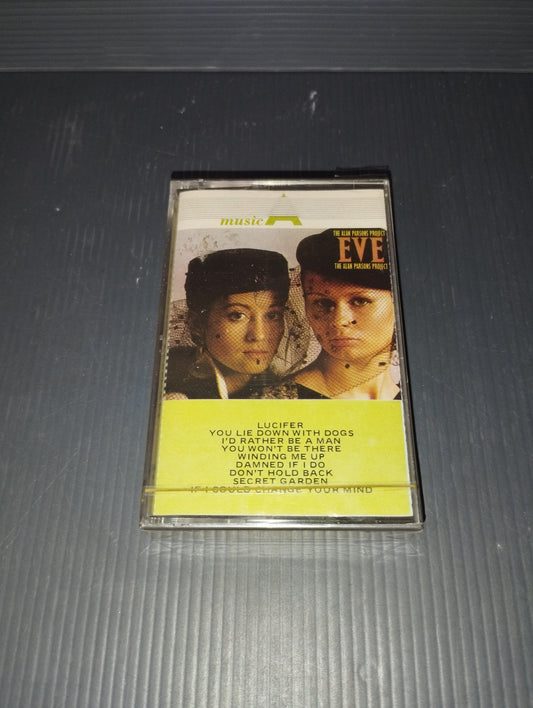 music A
THE ALAN PARSONS PROJECT
EVE
THE ALAN PARSONS PROJECT
LUCIFER
YOU LIE DOWN WITH DOGS
I'D RATHER BE A MAN
YOU WON'T BE THERE
WINDING ME UP
DAMNED IF I DO
DON'T HOLD BACK
SECRET GARDEN
IF I COULD CHANGE YOUR MIND